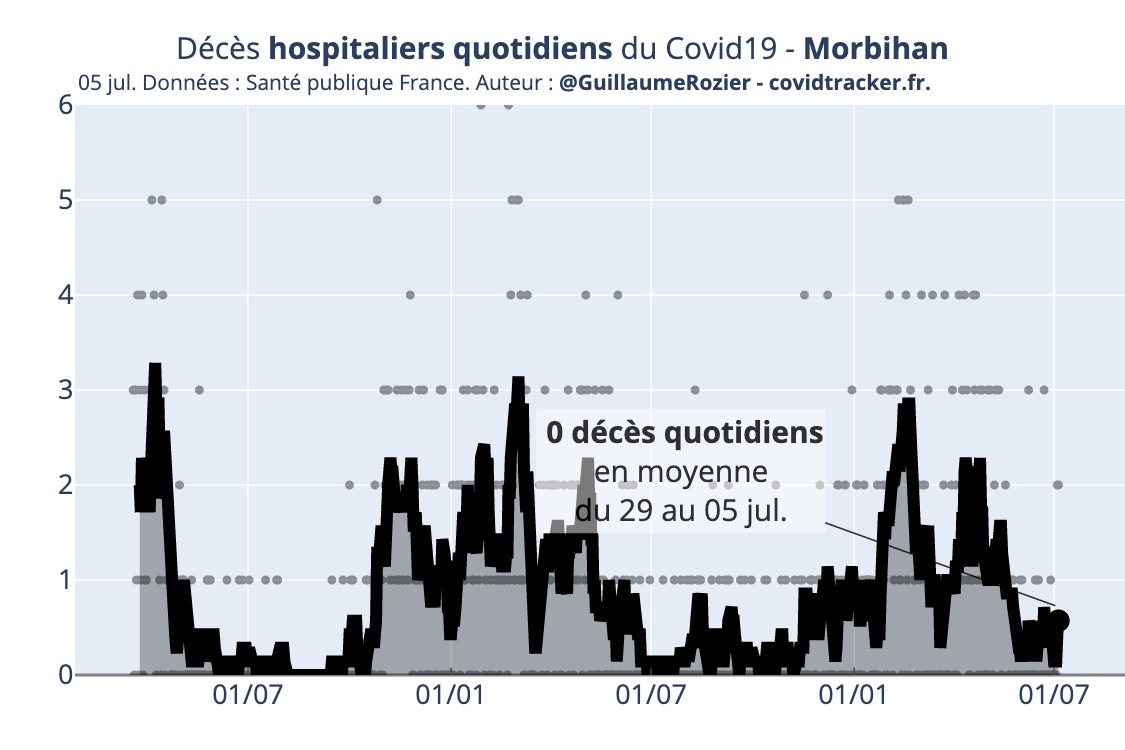 Décès hospitaliers quotidiens du Covid19 - Morbihan
05 jul. Données : Santé publique France. Auteur : @GuillaumeRozier - covidtracker.fr.
6
5
4
3
2
1
0
0 décès quotidiens
en moyenne
du 29 au 05 jul.
01/07
01/01
01/07
01/01
01/07